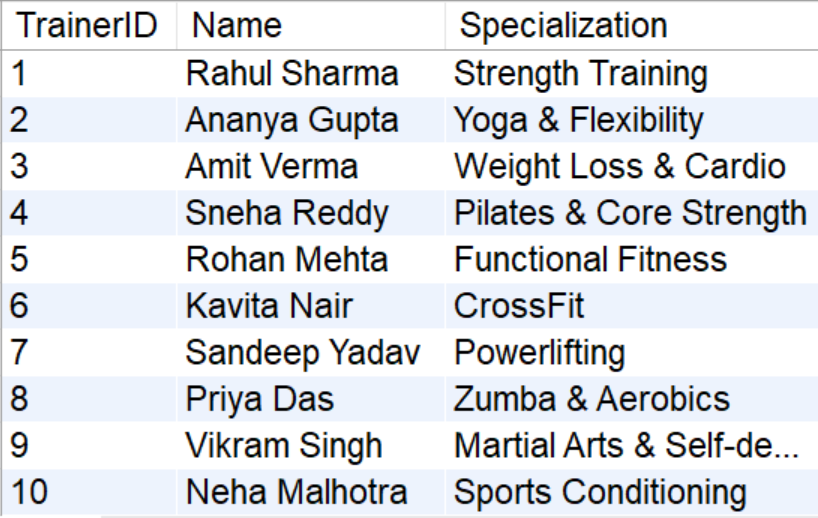 TrainerID Name Specialization
1 Rahul Sharma Strength Training
2 Ananya Gupta Yoga & Flexibility
3 Amit Verma Weight Loss & Cardio
4 Sneha Reddy Pilates & Core Strength
5 Rohan Mehta Functional Fitness
6 Kavita Nair CrossFit
7 Sandeep Yadav Powerlifting
8 Priya Das Zumba & Aerobics
9 Vikram Singh Martial Arts & Self-de...
10 Neha Malhotra Sports Conditioning